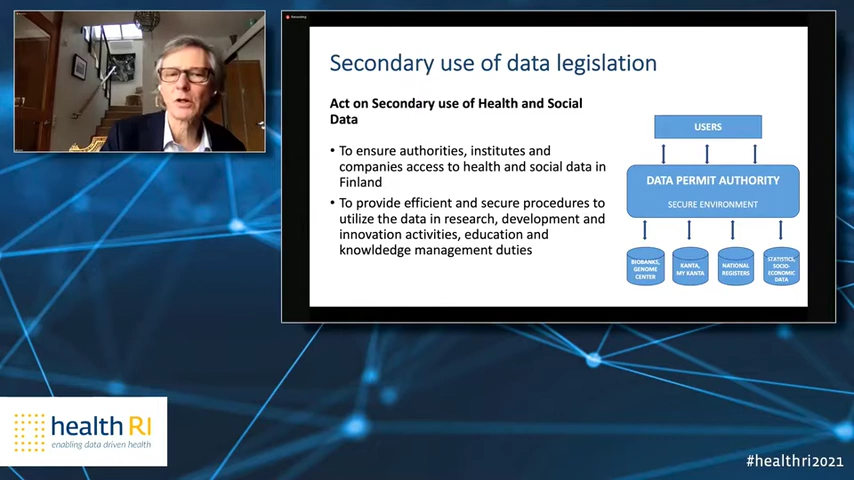 Secondary use of data legislation
Act on Secondary use of Health and Social
Data
• To ensure authorities, institutes and
companies access to health and social data in
Finland
• To provide efficient and secure procedures to
utilize the data in research, development and
innovation activities, education and
knowldedge management duties
USERS
DATA PERMIT AUTHORITY
SECURE ENVIRONMENT
BIOBANKS,
GENOME
CENTER
KANTA,
MY KANTA
NATIONAL
REGISTERS
STATISTICS,
SOCIO-
ECONOMIC
DATA
health RI
enabling data driven health
#healthri2021